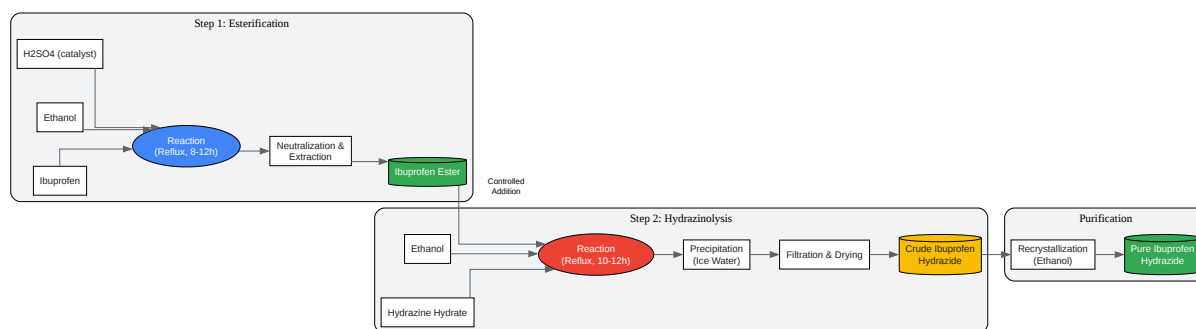 Step 1: Esterification
H2SO4 (catalyst)
Ethanol
Ibuprofen
Reaction
(Reflux, 8-12h)
Neutralization &
Extraction
Ibuprofen Ester
Controlled
Addition
Step 2: Hydrazinolysis
Ethanol
Hydrazine Hydrate
Reaction
(Reflux, 10-12h)
Precipitation
(Ice Water)
Filtration & Drying
Crude Ibuprofen
Hydrazide
Purification
Recrystallization
(Ethanol)
Pure Ibuprofen
Hydrazide